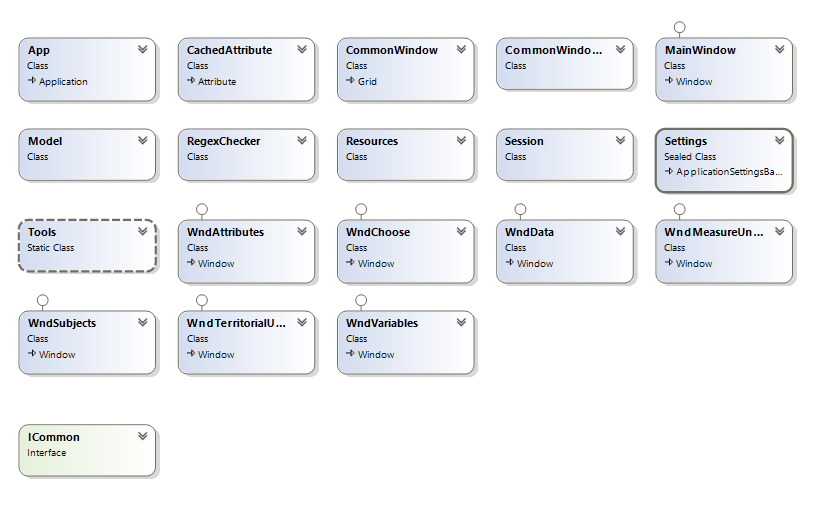 App
Class
Application
CachedAttribute
Class
Attribute
CommonWindow
Class
Grid
CommonWindo...
Class
MainWindow
Class
Window
Model
Class
RegexChecker
Class
Resources
Class
Session
Class
Settings
Sealed Class
ApplicationSettingsBa...
Tools
Static Class
WndAttributes
Class
Window
WndChoose
Class
Window
WndData
Class
Window
WndMeasureUn...
Class
Window
WndSubjects
Class
Window
WndTerritorialU...
Class
Window
WndVariables
Class
Window
ICommon
Interface